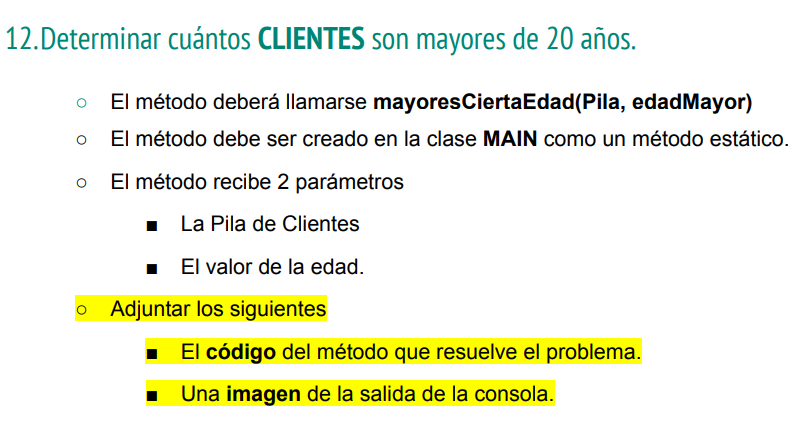 12.Determinar cuántos CLIENTES son mayores de 20 años.
○ El método deberá llamarse mayoresCiertaEdad(Pila, edadMayor)
○ El método debe ser creado en la clase MAIN como un método estático.
○ El método recibe 2 parámetros
■ La Pila de Clientes
■ El valor de la edad.
○ Adjuntar los siguientes
■ El código del método que resuelve el problema.
■ Una imagen de la salida de la consola.